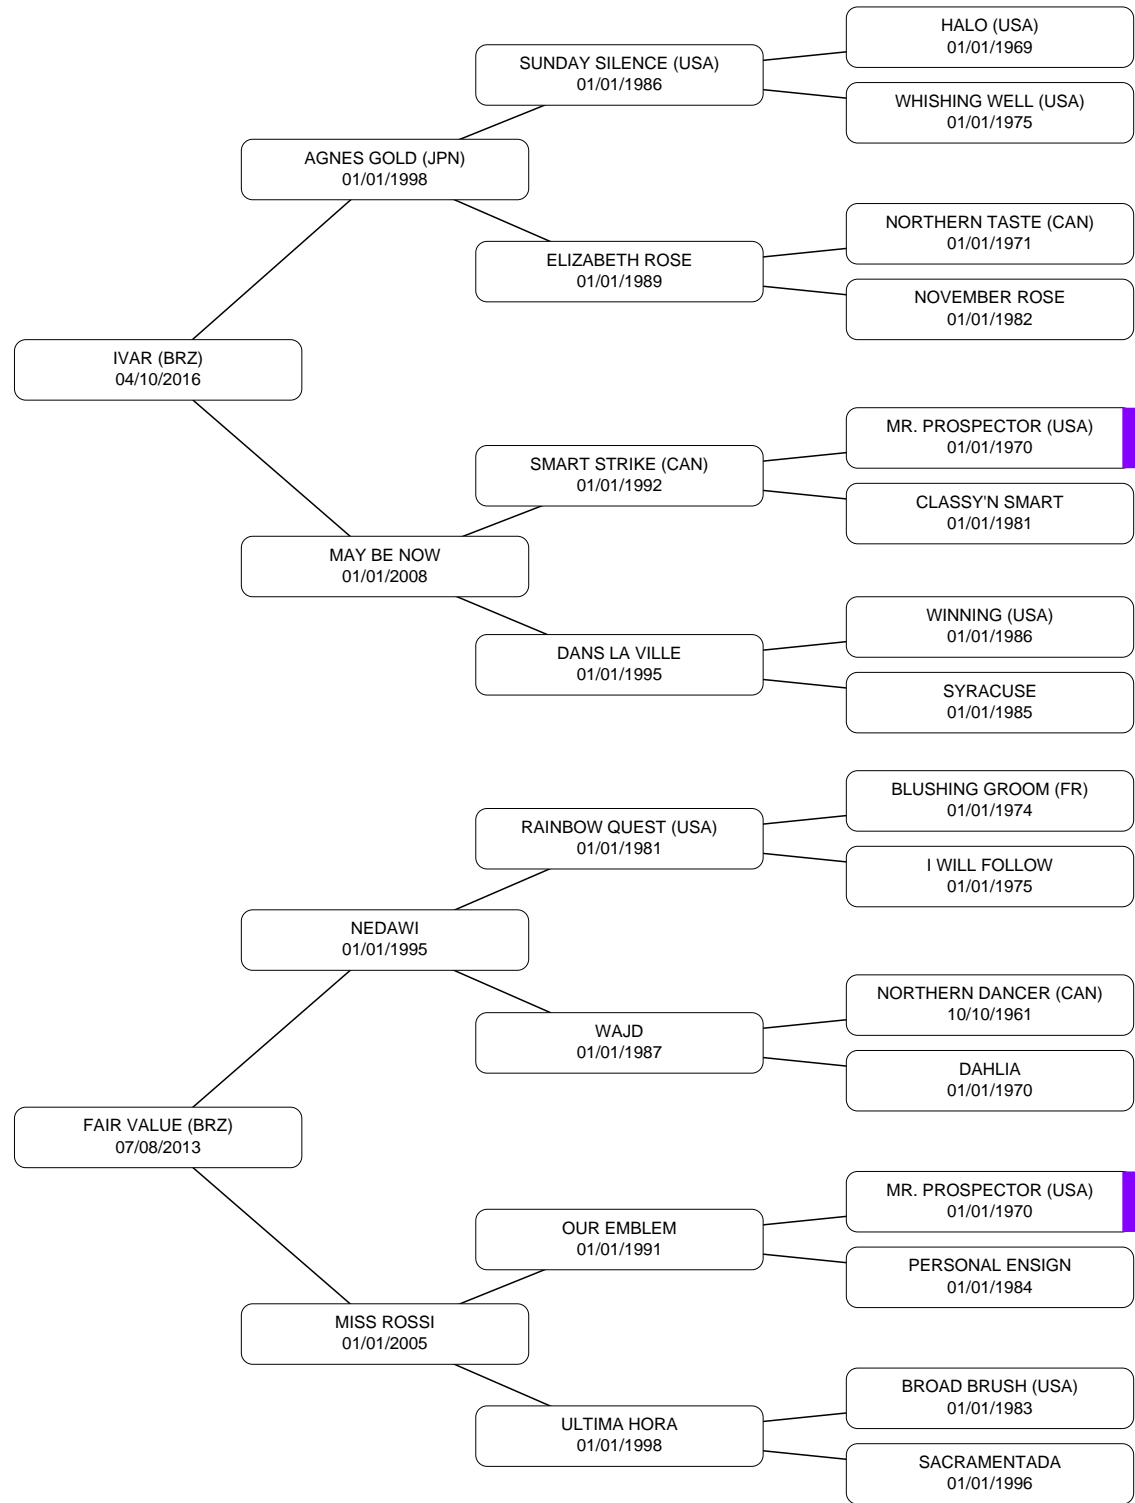 HALO (USA)
01/01/1969
SUNDAY SILENCE (USA)
01/01/1986
WHISHING WELL (USA)
01/01/1975
AGNES GOLD (JPN)
01/01/1998
NORTHERN TASTE (CAN)
01/01/1971
ELIZABETH ROSE
01/01/1989
NOVEMBER ROSE
01/01/1982
IVAR (BRZ)
04/10/2016
MR. PROSPECTOR (USA)
01/01/1970
SMART STRIKE (CAN)
01/01/1992
CLASSY'N SMART
01/01/1981
MAY BE NOW
01/01/2008
WINNING (USA)
01/01/1986
DANS LA VILLE
01/01/1995
SYRACUSE
01/01/1985
BLUSHING GROOM (FR)
01/01/1974
RAINBOW QUEST (USA)
01/01/1981
I WILL FOLLOW
01/01/1975
NEDAWI
01/01/1995
NORTHERN DANCER (CAN)
10/10/1961
WAJD
01/01/1987
DAHLIA
01/01/1970
FAIR VALUE (BRZ)
07/08/2013
MR. PROSPECTOR (USA)
01/01/1970
OUR EMBLEM
01/01/1991
PERSONAL ENSIGN
01/01/1984
MISS ROSSI
01/01/2005
BROAD BRUSH (USA)
01/01/1983
ULTIMA HORA
01/01/1998
SACRAMENTADA
01/01/1996